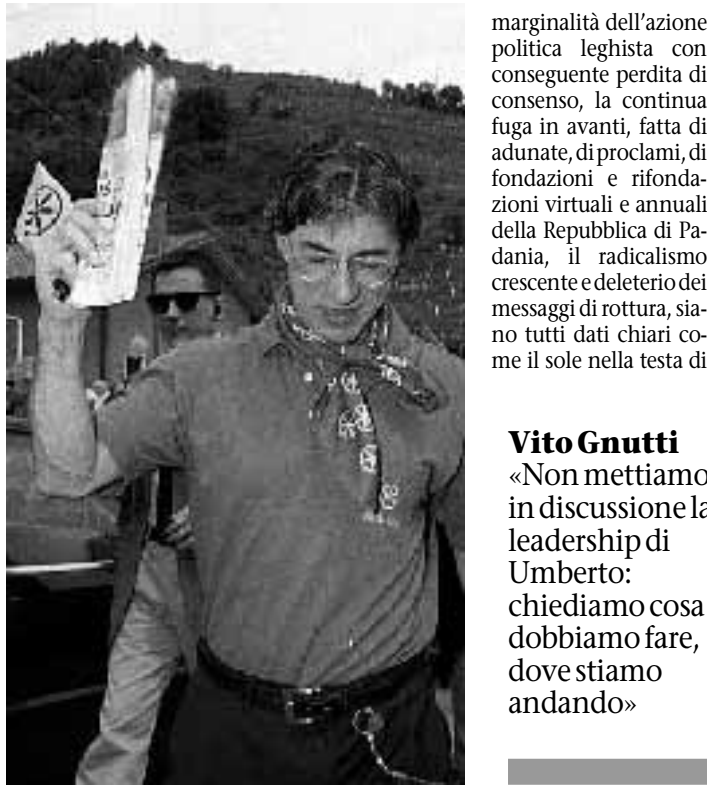 marginalità dell'azione
politica leghista con
conseguente perdita di
consenso, la continua
fuga in avanti, fatta di
adunate, di proclami, di
fondazioni e rifonda-
zioni virtuali e annuali
della Repubblica di Pa-
dania, il radicalismo
crescente e deleterio dei
messaggi di rottura, sia-
no tutti dati chiari co-
me il sole nella testa di
Vito Gnutti
«Non mettiamo
in discussione la
leadership di
Umberto:
chiediamo cosa
dobbiamo fare,
dove stiamo
andando»